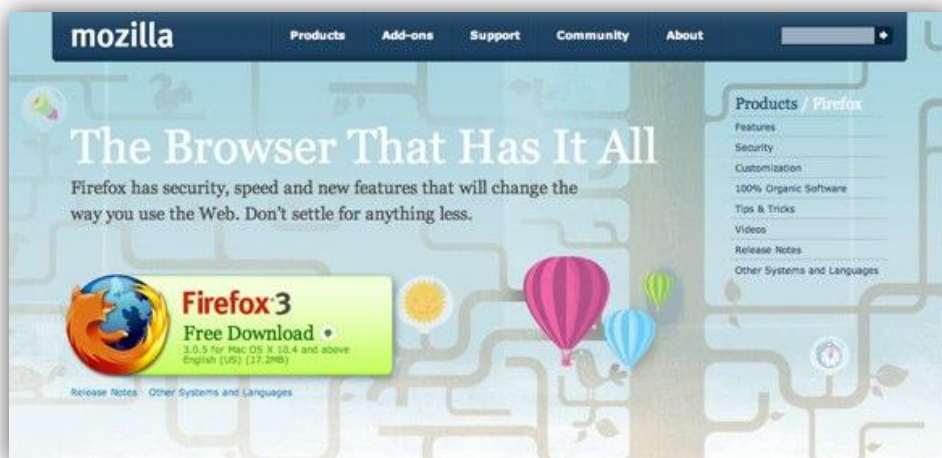 mozilla
Products Add-ons Support Community About
The Browser That Has It All
Firefox has security, speed and new features that will change the
way you use the Web. Don't settle for anything less.
Firefox 3
Free Download
3.0.5 for Mac OS X 10.4 and above
English (US) (17.2MB)
Release Notes Other Systems and Languages
Products / Firefox
Features
Security
Customization
100% Organic Software
Tips & Tricks
Videos
Release Notes
Other Systems and Languages